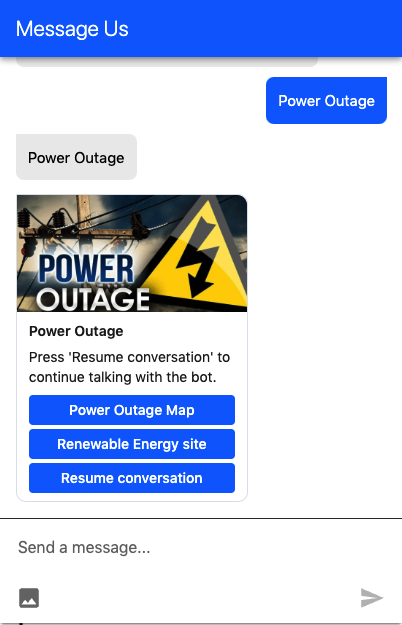 Message Us
Power Outage
Power Outage
POWER
OUTAGE
Power Outage
Press 'Resume conversation' to
continue talking with the bot.
Power Outage Map
Renewable Energy site
Resume conversation
Send a message...